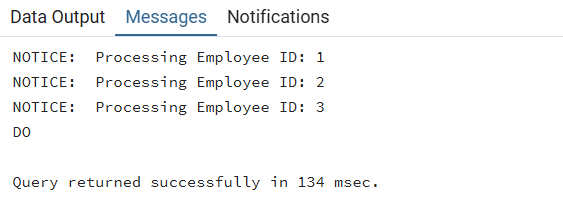 Data Output Messages Notifications
NOTICE:  Processing Employee ID: 1
NOTICE:  Processing Employee ID: 2
NOTICE:  Processing Employee ID: 3
DO
Query returned successfully in 134 msec.